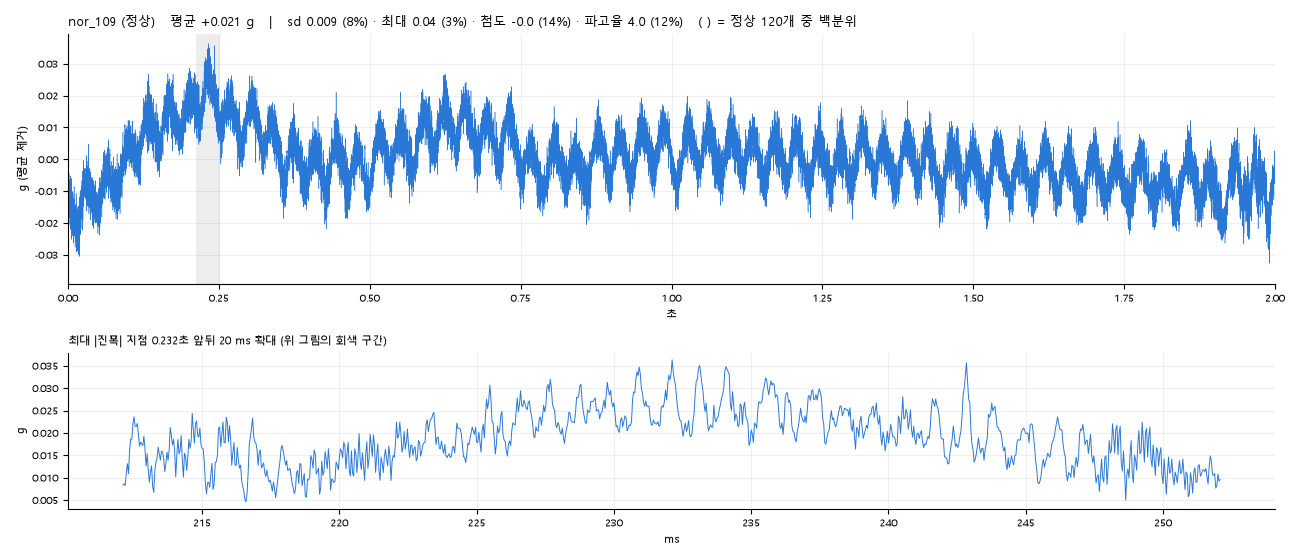 nor_109 (정상)    평균 +0.021 g   |   sd 0.009 (8%) · 최대 0.04 (3%) · 첨도 -0.0 (14%) · 파고율 4.0 (12%)    ( ) = 정상 120개 중 백분위
g (평균 제거)
0.03
0.02
0.01
0.00
-0.01
-0.02
-0.03
0.00 0.25 0.50 0.75 1.00 1.25 1.50 1.75 2.00
초
최대 |진폭| 지점 0.232초 앞뒤 20 ms 확대 (위 그림의 회색 구간)
g
0.035
0.030
0.025
0.020
0.015
0.010
0.005
215 220 225 230 235 240 245 250
ms